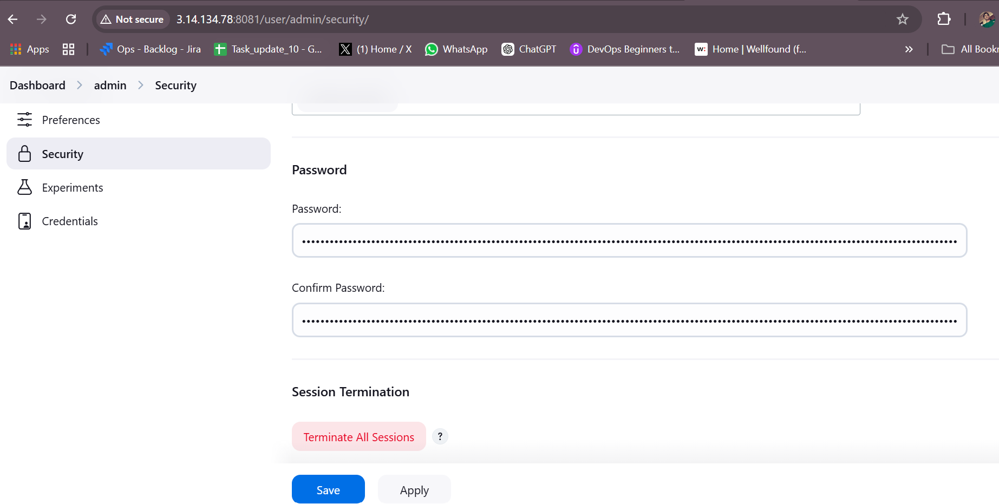 Not secure 3.14.134.78:8081/user/admin/security/
Apps Ops - Backlog - Jira Task_update_10 - G... (1) Home / X WhatsApp ChatGPT DevOps Beginners t... w: Home | Wellfound (f... » All Bookr
Dashboard > admin > Security
Preferences
Security
Experiments
Credentials
Password
Password:
Confirm Password:
Session Termination
Terminate All Sessions ?
Save Apply